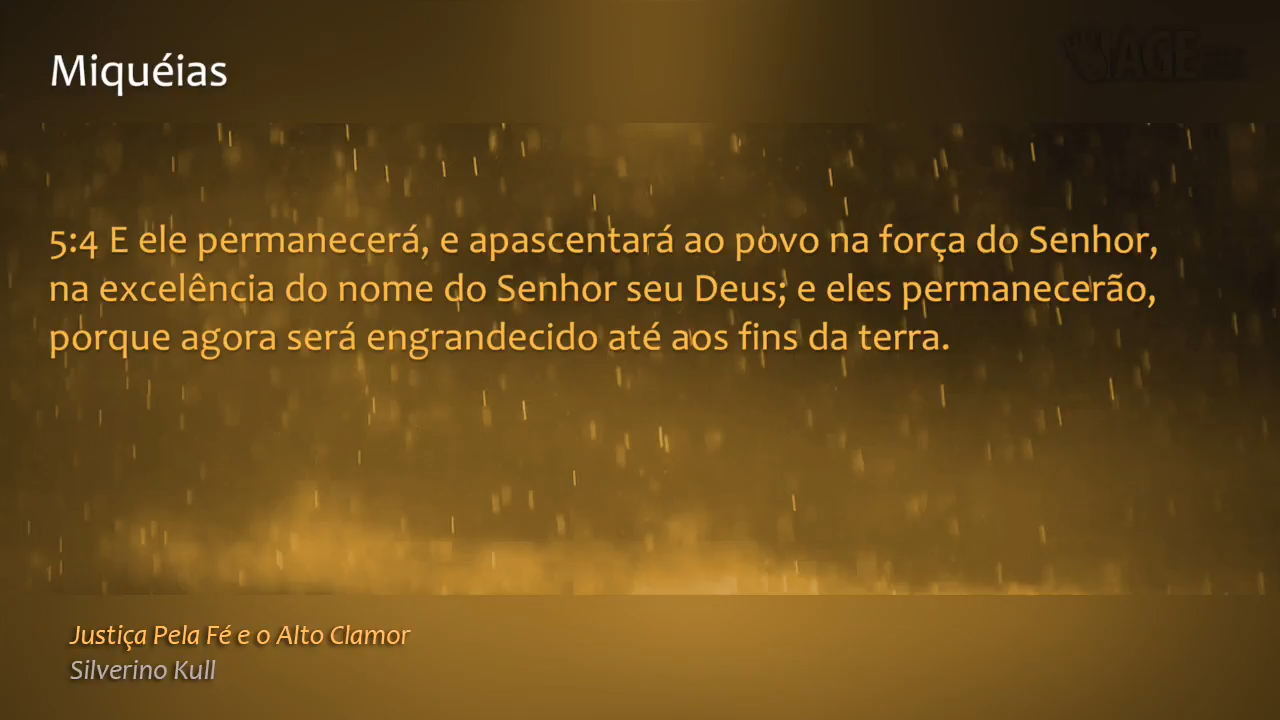 Miquéias
5:4 E ele permanecerá, e apascentará ao povo na força do Senhor,
na excelência do nome do Senhor seu Deus; e eles permanecerão,
porque agora será engrandecido até aos fins da terra.
Justiça Pela Fé e o Alto Clamor
Silverino Kull